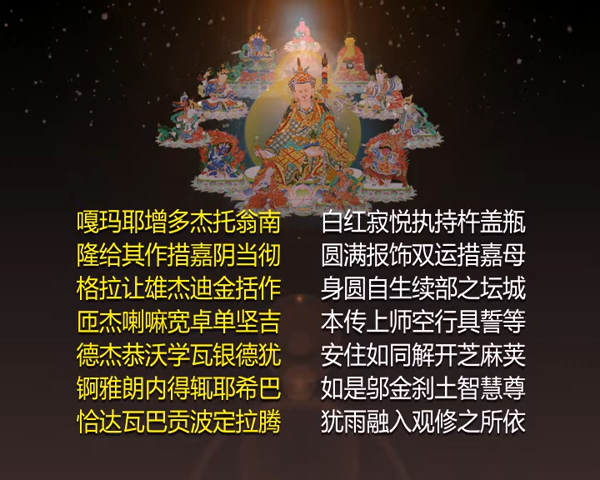 嘎玛耶增多杰托翁南 白红寂悦执持杵盖瓶
隆给其作措嘉阴当彻 圆满报饰双运措嘉母
格拉让雄杰迪金括作 身圆自生续部之坛城
匝杰喇嘛宽卓单坚吉 本传上师空行具誓等
德杰恭沃学瓦银德犹 安住如同解开芝麻荚
锕雅朗内得辄耶希巴 如是邬金刹土智慧尊
恰达瓦巴贡波定拉腾 犹雨融入观修之所依